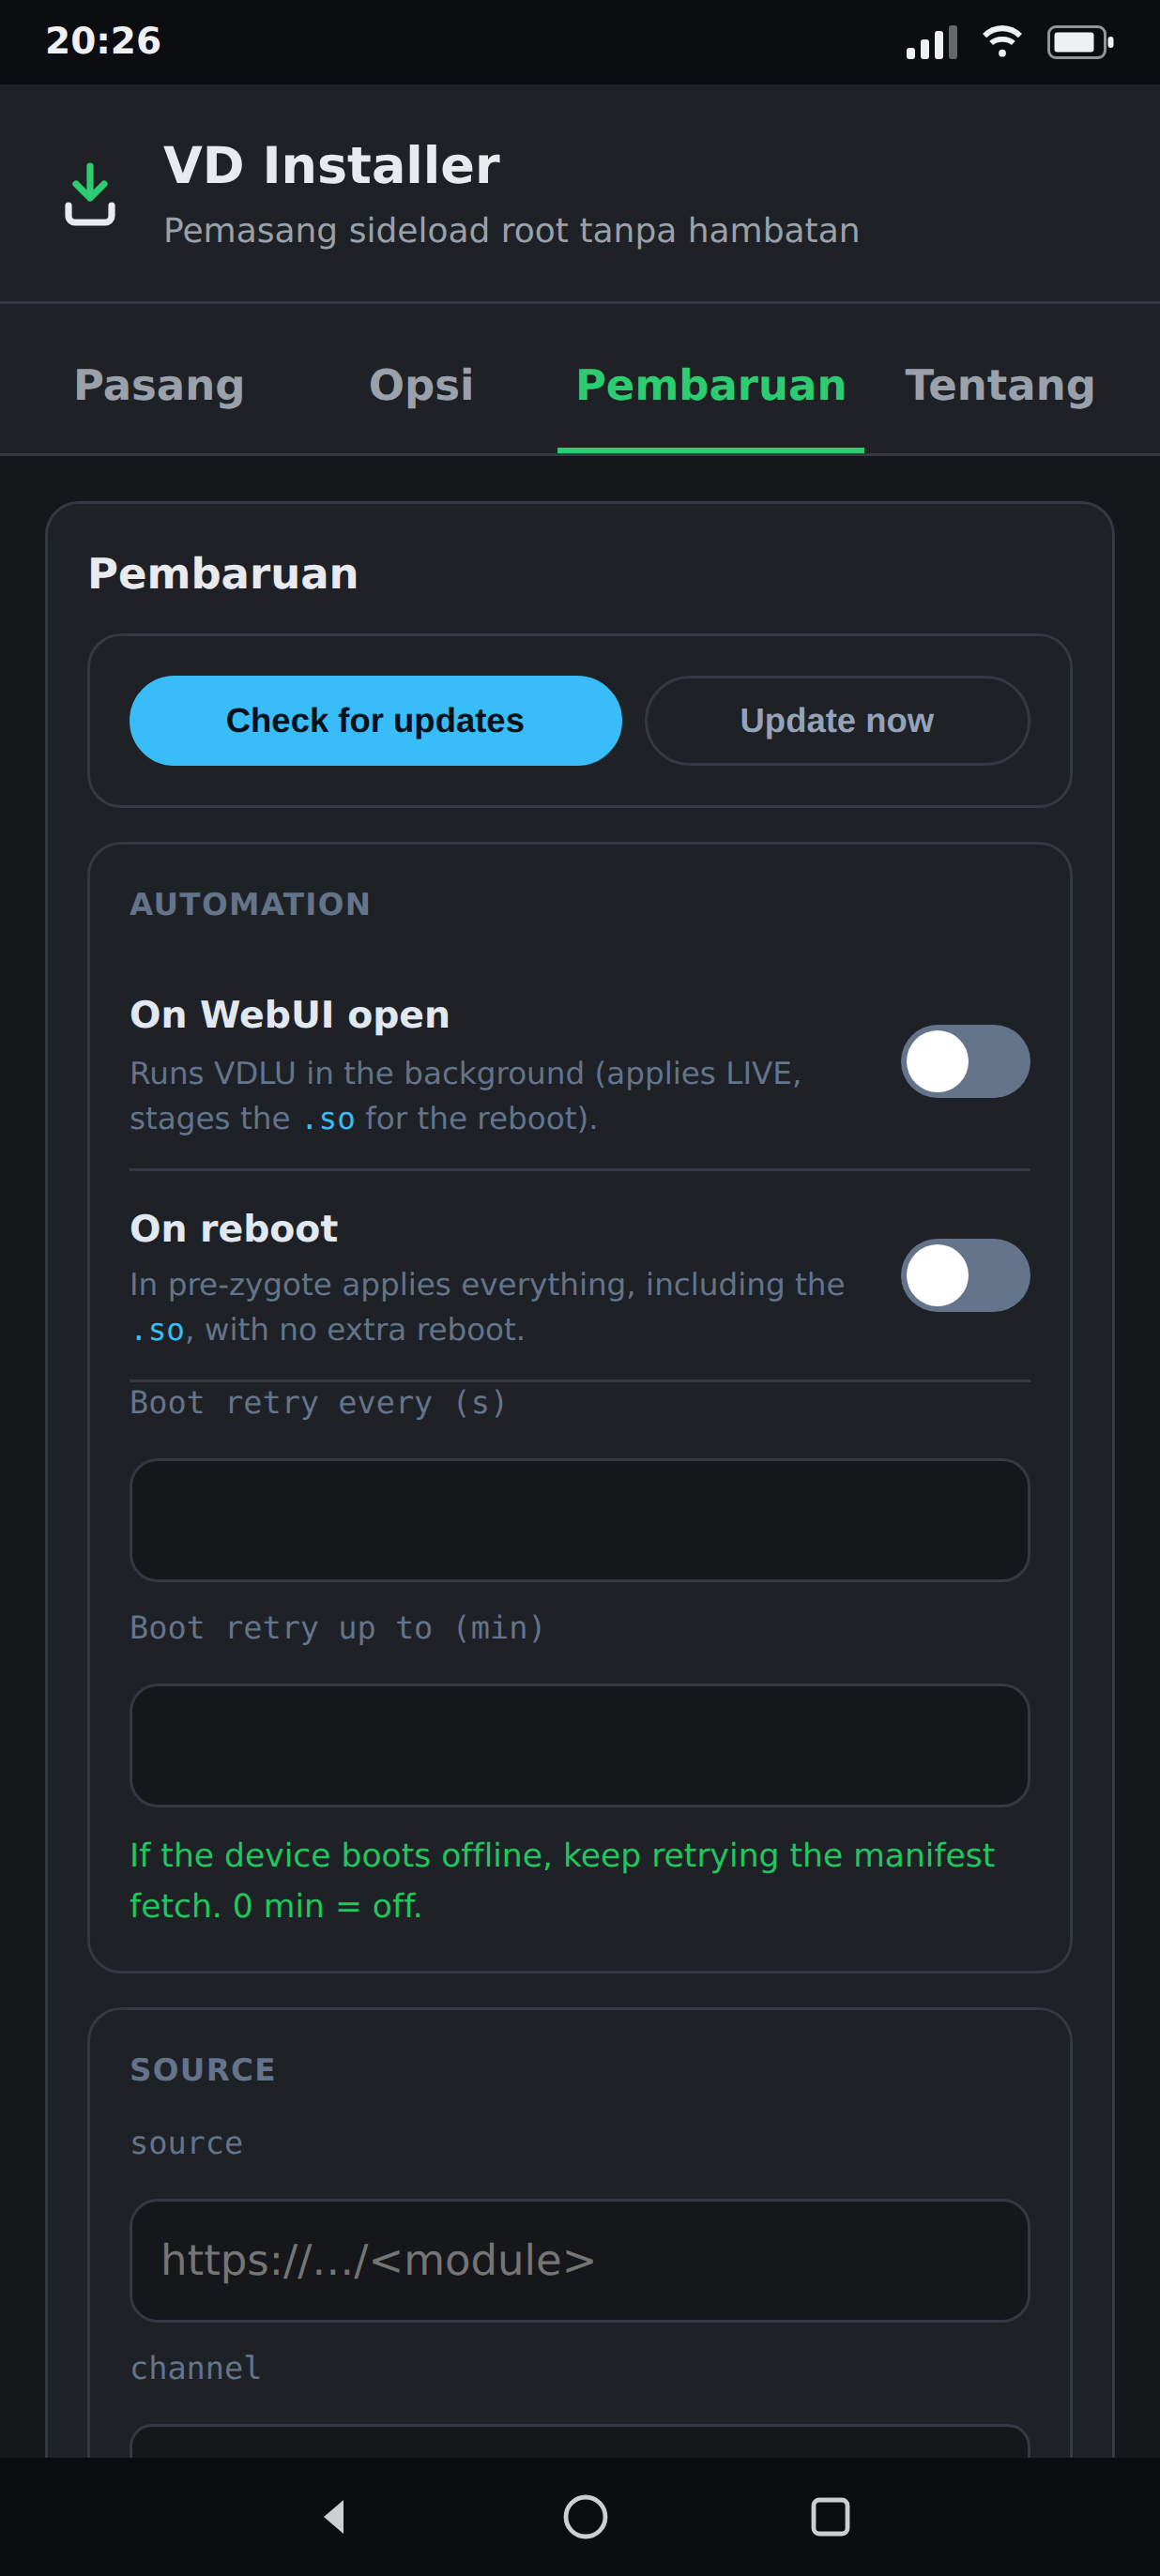 20:26
VD Installer
Pemasang sideload root tanpa hambatan
Pasang Opsi Pembaruan Tentang
Pembaruan
Check for updates Update now
AUTOMATION
On WebUI open
Runs VDLU in the background (applies LIVE,
stages the .so for the reboot).
On reboot
In pre-zygote applies everything, including the
.so, with no extra reboot.
Boot retry every (s)
Boot retry up to (min)
If the device boots offline, keep retrying the manifest
fetch. 0 min = off.
SOURCE
source
https://.../<module>
channel